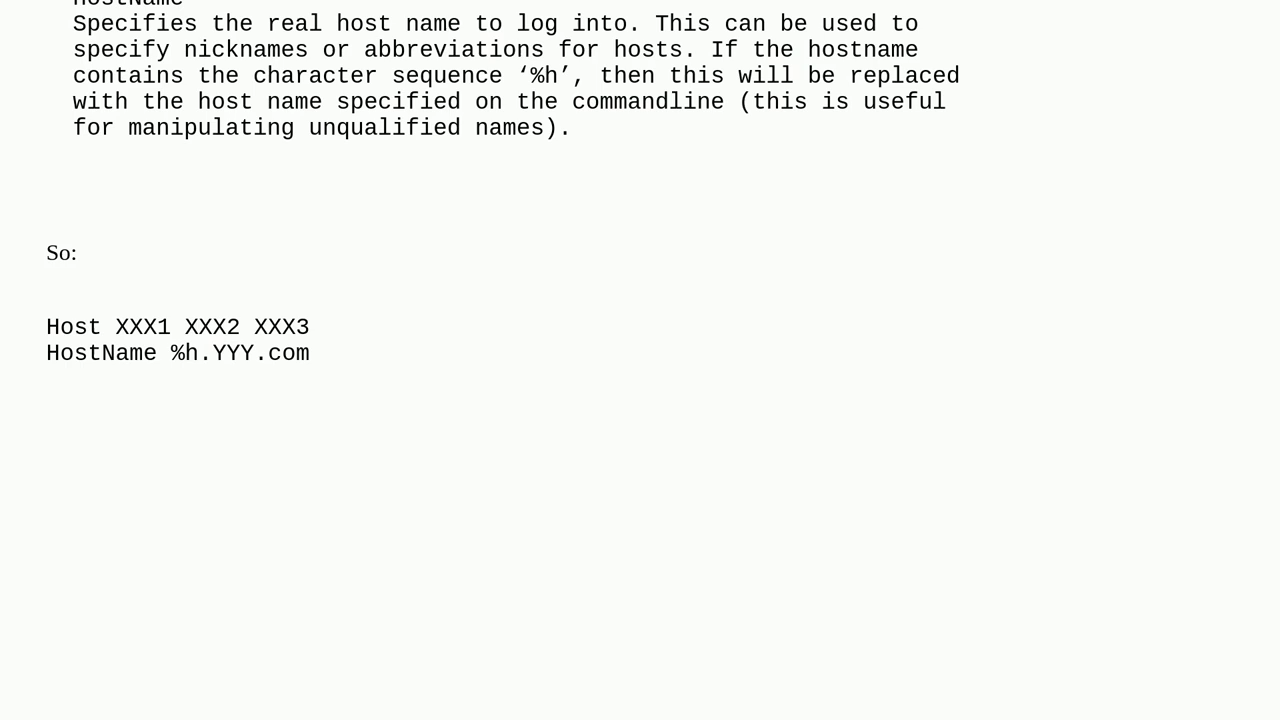 HostName
Specifies the real host name to log into. This can be used to
specify nicknames or abbreviations for hosts. If the hostname
contains the character sequence ‘%h’, then this will be replaced
with the host name specified on the commandline (this is useful
for manipulating unqualified names).
So:
Host XXX1 XXX2 XXX3
HostName %h.YYY.com